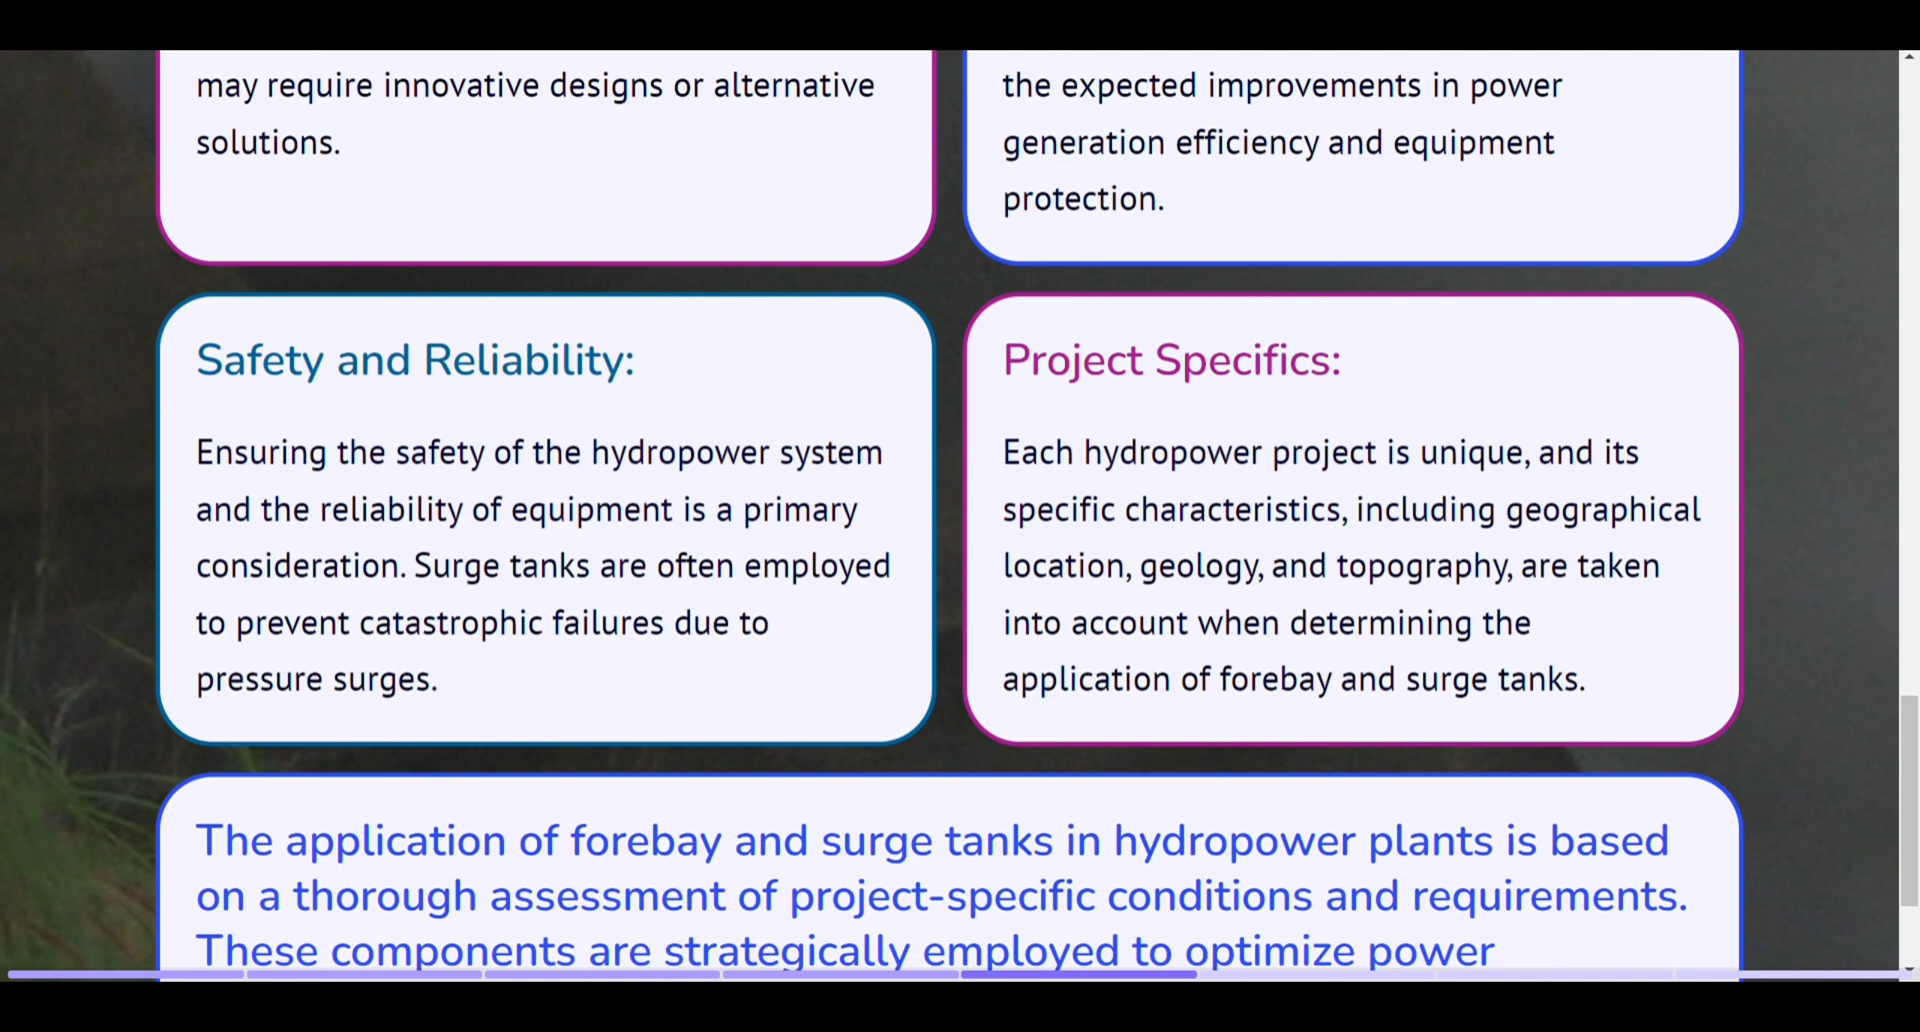 may require innovative designs or alternative
solutions.
the expected improvements in power
generation efficiency and equipment
protection.
Safety and Reliability:
Ensuring the safety of the hydropower system
and the reliability of equipment is a primary
consideration. Surge tanks are often employed
to prevent catastrophic failures due to
pressure surges.
Project Specifics:
Each hydropower project is unique, and its
specific characteristics, including geographical
location, geology, and topography, are taken
into account when determining the
application of forebay and surge tanks.
The application of forebay and surge tanks in hydropower plants is based
on a thorough assessment of project-specific conditions and requirements.
These components are strategically employed to optimize power